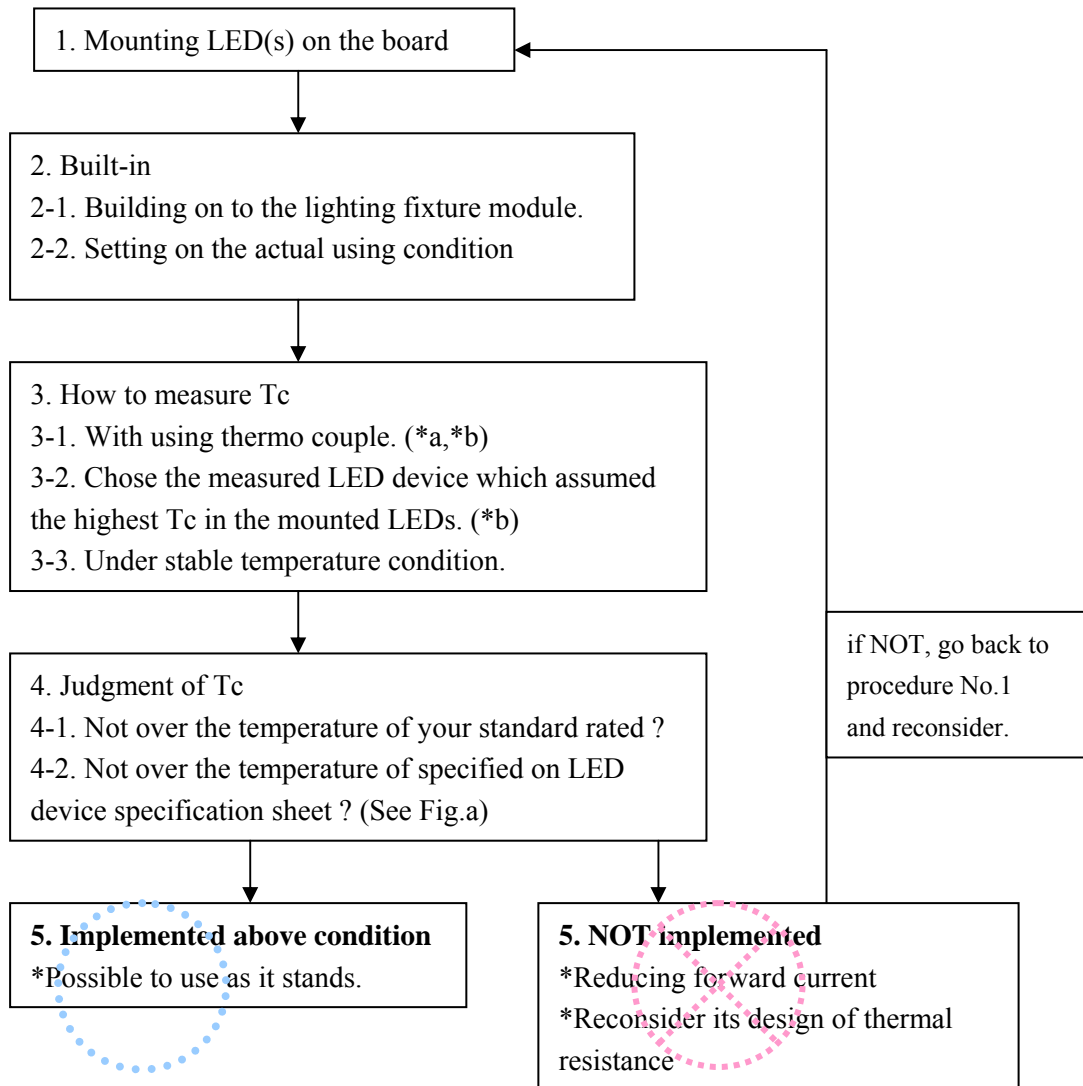 1. Mounting LED(s) on the board
2. Built-in
2-1. Building on to the lighting fixture module.
2-2. Setting on the actual using condition
3. How to measure Tc
3-1. With using thermo couple. (*a,*b)
3-2. Chose the measured LED device which assumed
the highest Tc in the mounted LEDs. (*b)
3-3. Under stable temperature condition.
if NOT, go back to
procedure No.1
and reconsider.
4. Judgment of Tc
4-1. Not over the temperature of your standard rated ?
4-2. Not over the temperature of specified on LED
device specification sheet ? (See Fig.a)
5. Implemented above condition
*Possible to use as it stands.
5. NOT implemented
*Reducing forward current
*Reconsider its design of thermal
resistance